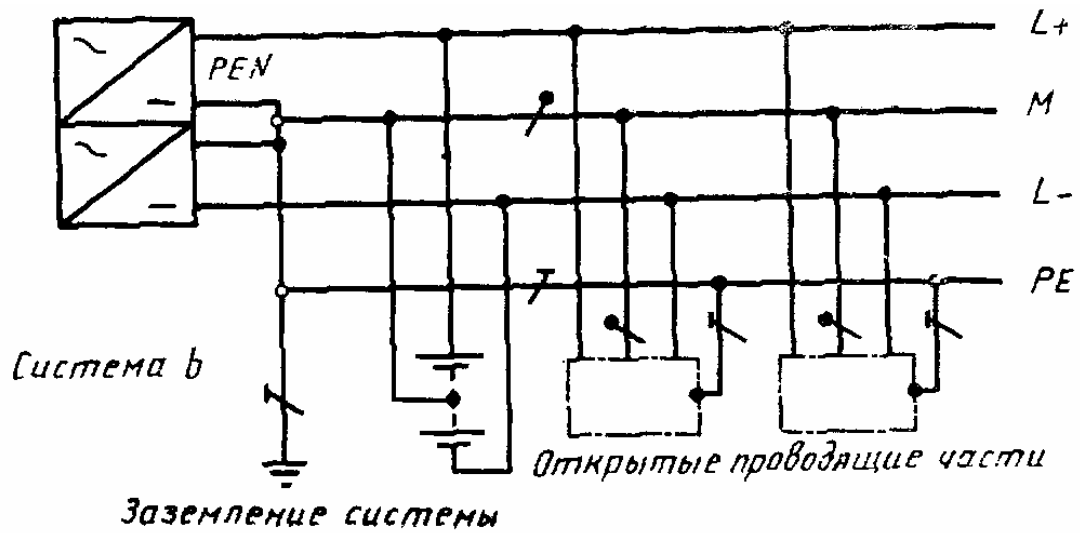 L+
PEN
M
L-
PE
Система b
Открытые проводящие части
Заземление системы